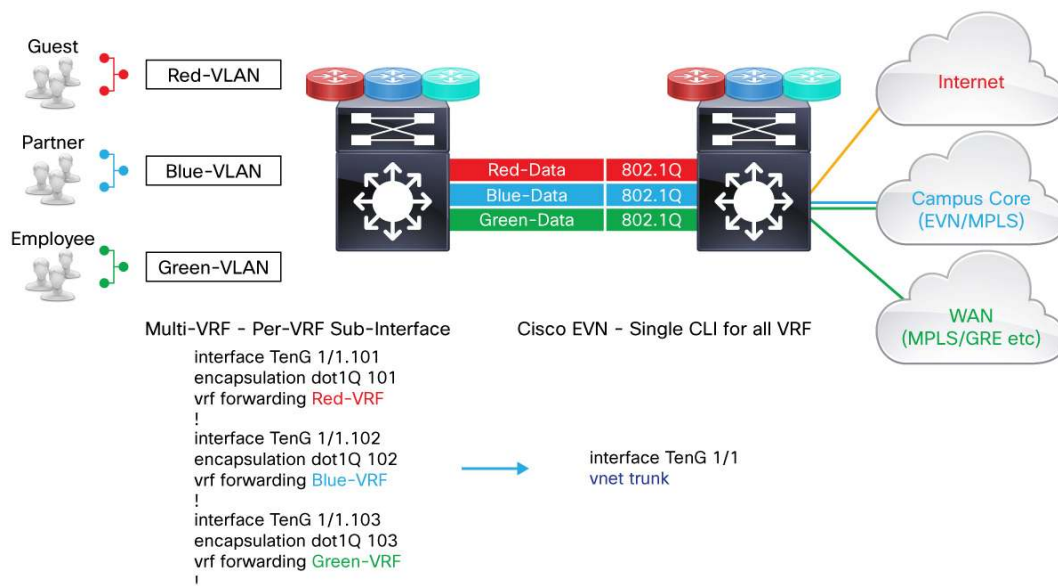 Guest
Red-VLAN
Partner
Blue-VLAN
Employee
Green-VLAN
Red-Data 802.1Q
Blue-Data 802.1Q
Green-Data 802.1Q
Internet
Campus Core
(EVN/MPLS)
WAN
(MPLS/GRE etc)
Multi-VRF - Per-VRF Sub-Interface
interface TenG 1/1.101
encapsulation dot1Q 101
vrf forwarding Red-VRF
!
interface TenG 1/1.102
encapsulation dot1Q 102
vrf forwarding Blue-VRF
!
interface TenG 1/1.103
encapsulation dot1Q 103
vrf forwarding Green-VRF
!
Cisco EVN - Single CLI for all VRF
interface TenG 1/1
vnet trunk